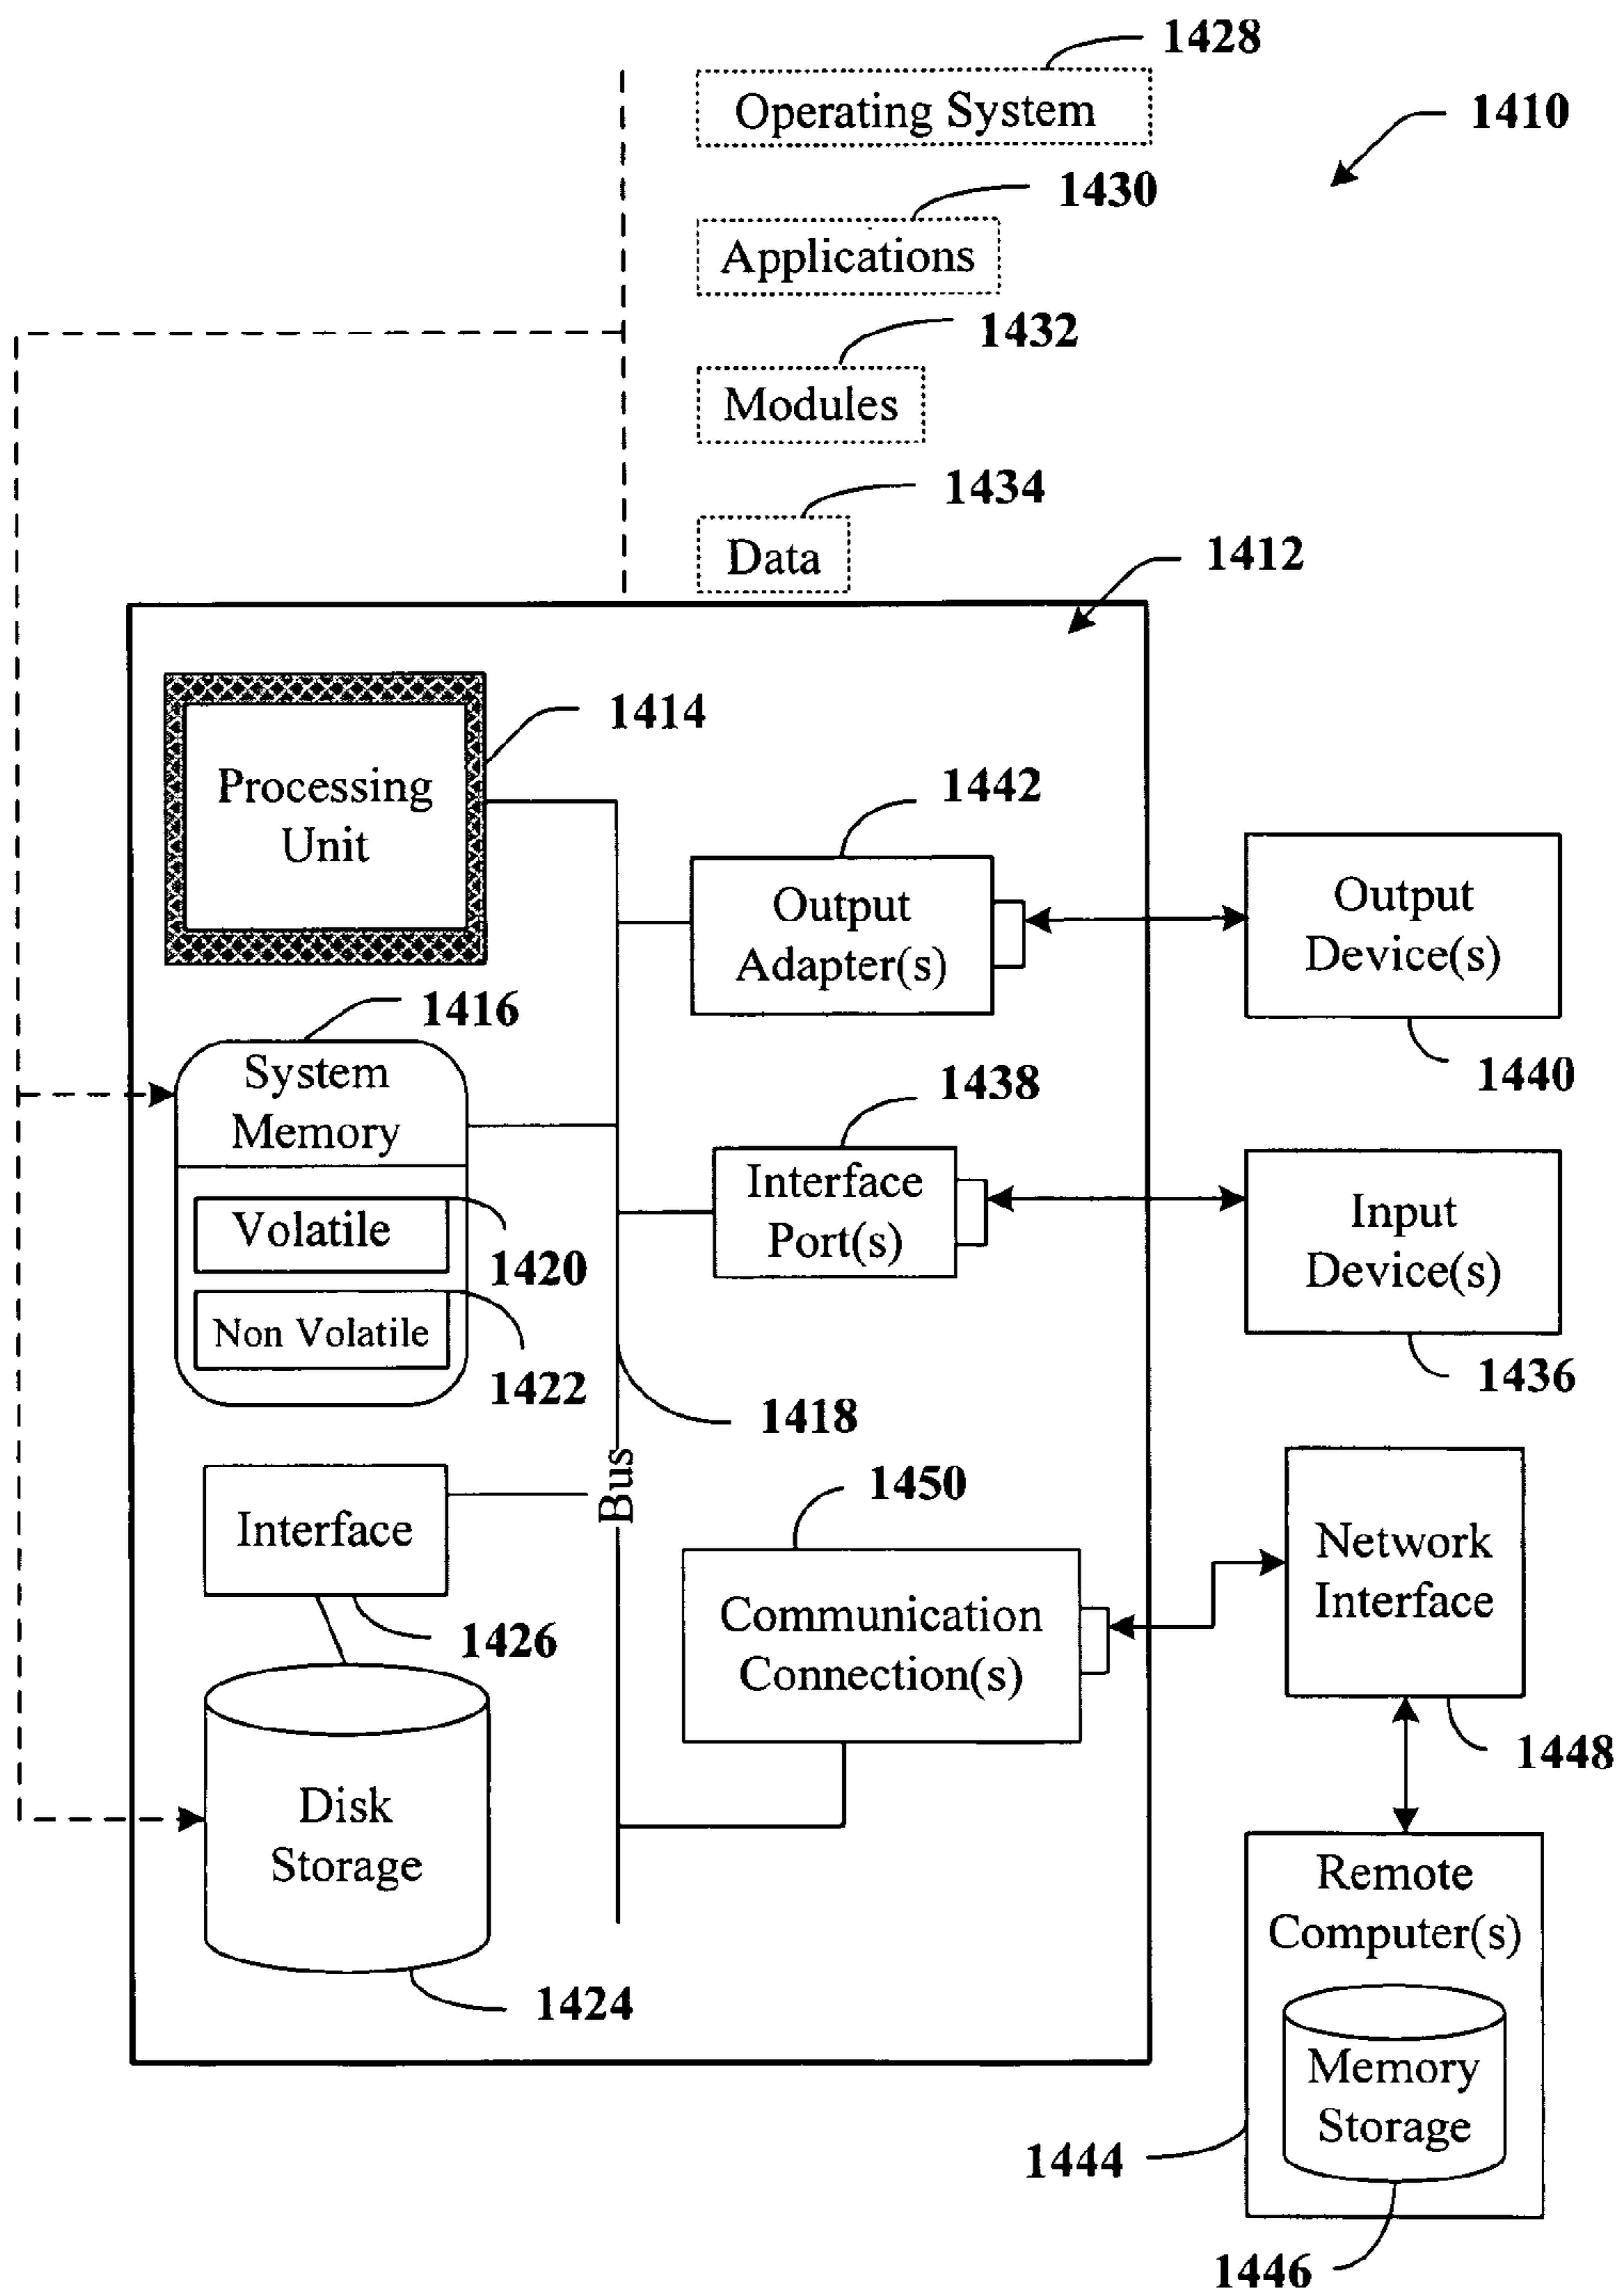 1428
Operating System
1410
1430
Applications
1432
Modules
1434
Data
1412
1414
Processing
Unit
1442
Output
Adapter(s)
Output
Device(s)
1440
1416
System
Memory
Volatile
1420
Non Volatile
1422
1438
Interface
Port(s)
Input
Device(s)
1436
1418
Bus
Interface
1426
1450
Communication
Connection(s)
Network
Interface
1448
Disk
Storage
1424
Remote
Computer(s)
Memory
Storage
1444
1446